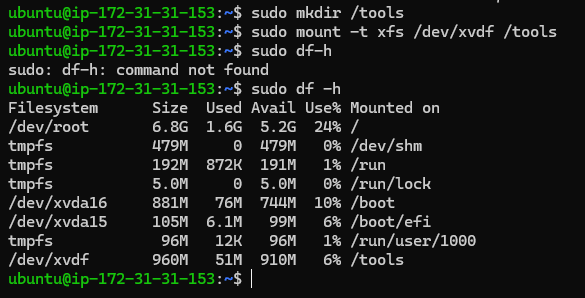 ubuntu@ip-172-31-31-153:~$ sudo mkdir /tools
ubuntu@ip-172-31-31-153:~$ sudo mount -t xfs /dev/xvdf /tools
ubuntu@ip-172-31-31-153:~$ sudo df-h
sudo: df-h: command not found
ubuntu@ip-172-31-31-153:~$ sudo df -h
Filesystem      Size  Used Avail Use% Mounted on
/dev/root       6.8G  1.6G  5.2G  24% /
tmpfs           479M     0  479M   0% /dev/shm
tmpfs           192M  872K  191M   1% /run
tmpfs           5.0M     0  5.0M   0% /run/lock
/dev/xvda16     881M   76M  744M  10% /boot
/dev/xvda15     105M  6.1M   99M   6% /boot/efi
tmpfs            96M   12K   96M   1% /run/user/1000
/dev/xvdf       960M   51M  910M   6% /tools
ubuntu@ip-172-31-31-153:~$